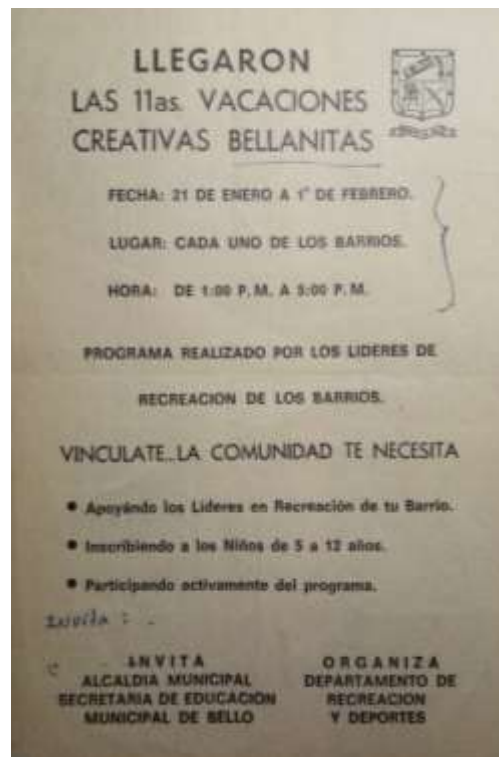 LLEGARON
LAS 11as. VACACIONES
CREATIVAS BELLANITAS
FECHA: 21 DE ENERO A 1º DE FEBRERO.
LUGAR: CADA UNO DE LOS BARRIOS.
HORA: DE 1:00 P.M. A 5:00 P.M.
PROGRAMA REALIZADO POR LOS LIDERES DE
RECREACION DE LOS BARRIOS.
VINCULATE..LA COMUNIDAD TE NECESITA
• Apoyándo los Lideres en Recreación de tu Barrio.
• Inscribiendo a los Niños de 5 a 12 años.
• Participando activamente del programa.
Invita :
INVITA
ALCALDIA MUNICIPAL
SECRETARIA DE EDUCACION
MUNICIPAL DE BELLO
ORGANIZA
DEPARTAMENTO DE
RECREACION
Y DEPORTES